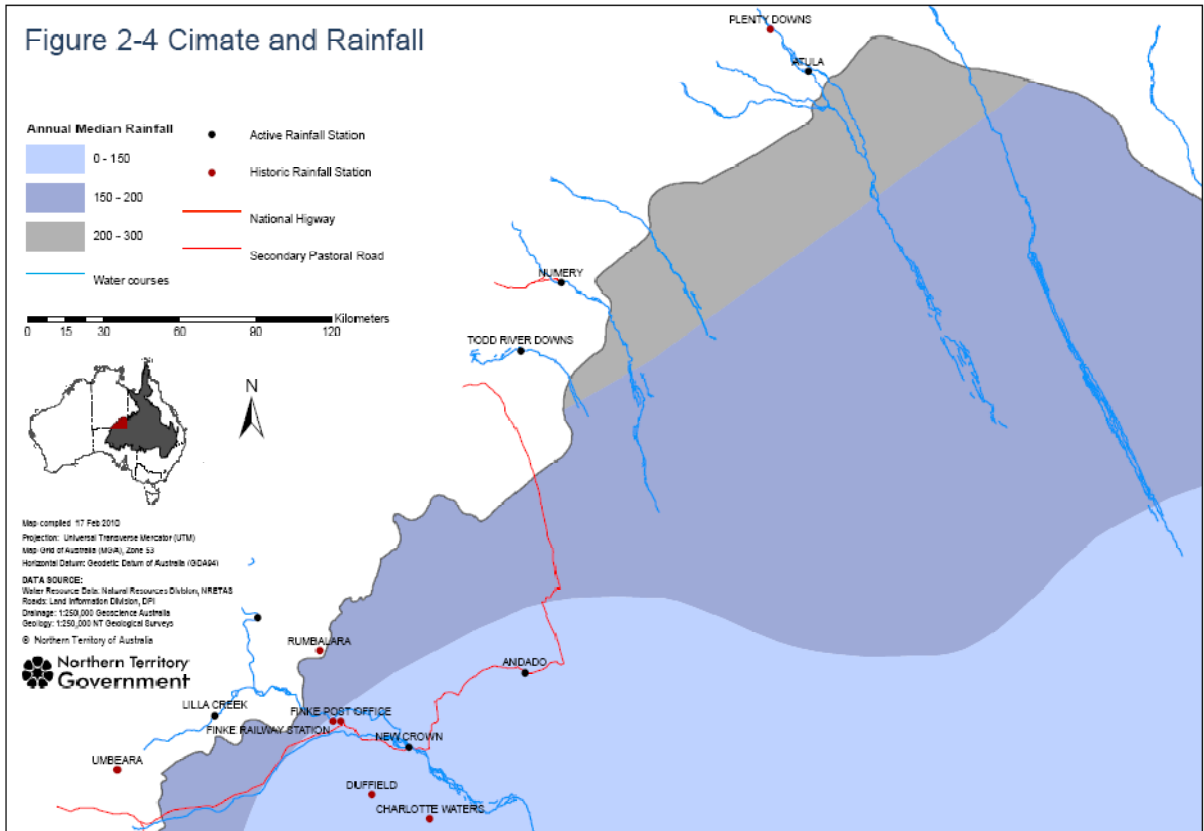 Figure 2-4 Cimate and Rainfall
Annual Median Rainfall
0 - 150
150 - 200
200 - 300
Water courses
Active Rainfall Station
Historic Rainfall Station
National Higway
Secondary Pastoral Road
Kilometers
0 15 30 60 90 120
N
Map compiled 17 Feb 2010
Projection: Universal Transverse Mercator (UTM)
Map Grid of Australia (MGA), Zone 53
Horizontal Datum: Geodetic Datum of Australia (GDA94)
DATA SOURCE:
Water Resource Data: Natural Resources Division, NRETAS
Roads: Land Information Division, DPI
Drainage: 1:250,000 Geoscience Australia
Geology: 1:250,000 NT Geological Surveys
© Northern Territory of Australia
Northern Territory
Government
PLENTY DOWNS
ATULA
NUMERY
TODD RIVER DOWNS
RUMBALARA
ANDADO
LILLA CREEK
FINKE POST OFFICE
FINKE RAILWAY STATION
NEW CROWN
UMBEARA
DUFFIELD
CHARLOTTE WATERS